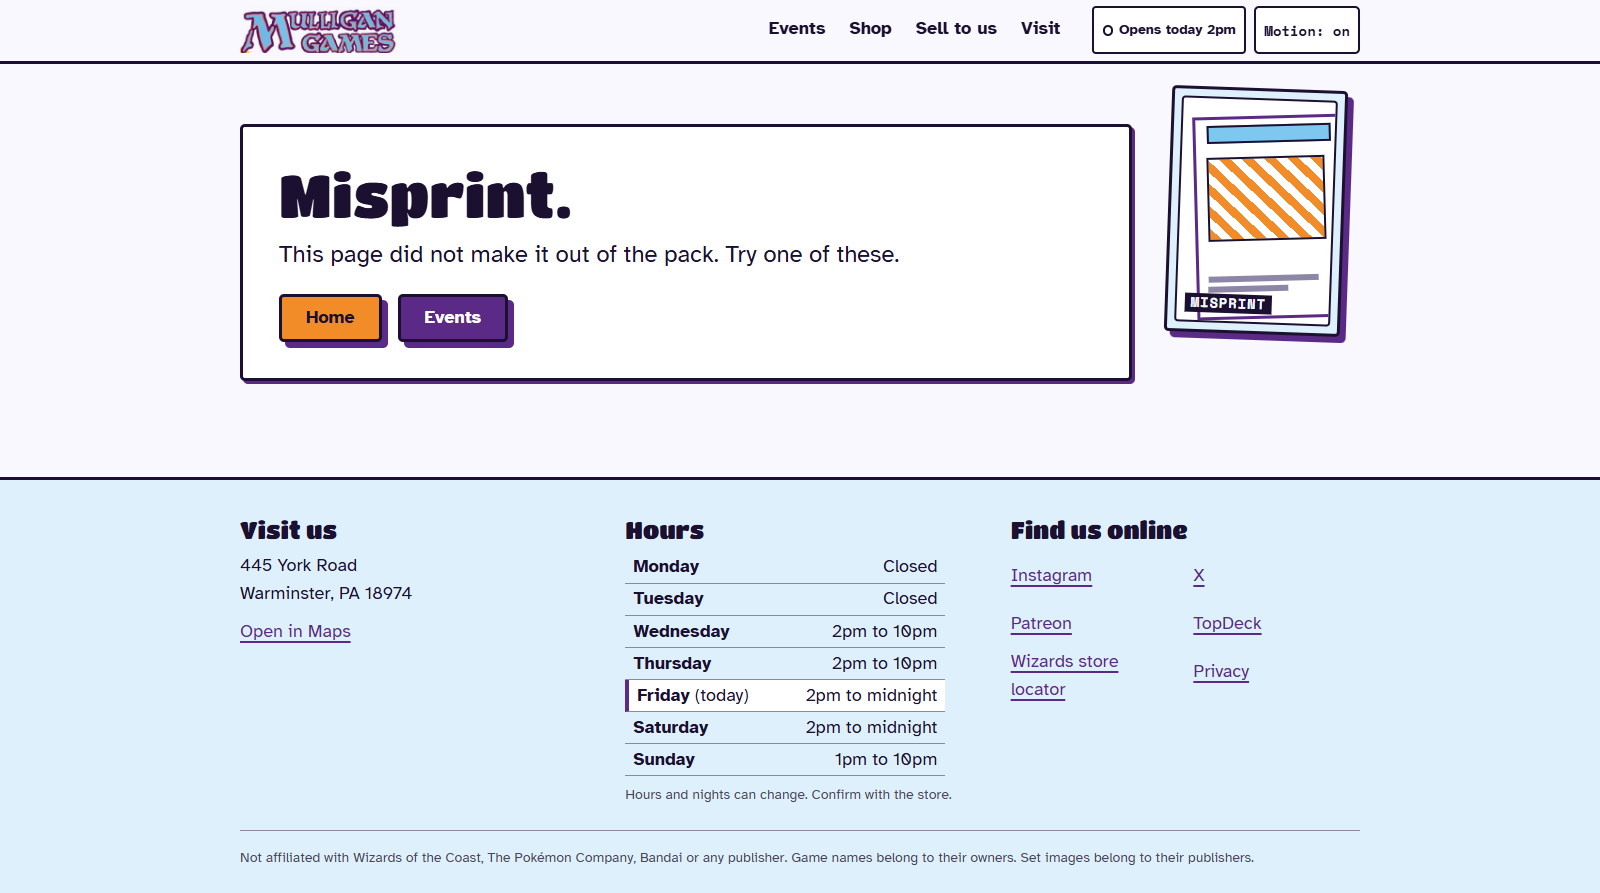 MULLIGAN
GAMES
Events Shop Sell to us Visit Opens today 2pm Motion: on
Misprint.
This page did not make it out of the pack. Try one of these.
Home Events
MISPRINT
Visit us
445 York Road
Warminster, PA 18974
Open in Maps
Hours
Monday Closed
Tuesday Closed
Wednesday 2pm to 10pm
Thursday 2pm to 10pm
Friday (today) 2pm to midnight
Saturday 2pm to midnight
Sunday 1pm to 10pm
Hours and nights can change. Confirm with the store.
Find us online
Instagram X
Patreon TopDeck
Wizards store
locator
Privacy
Not affiliated with Wizards of the Coast, The Pokémon Company, Bandai or any publisher. Game names belong to their owners. Set images belong to their publishers.